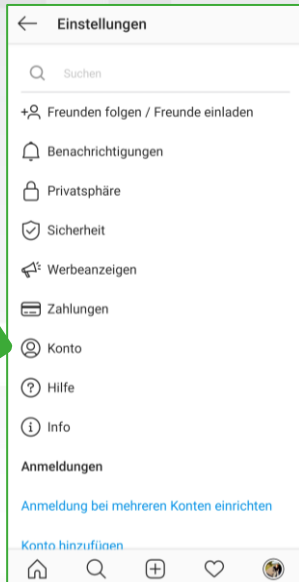 Einstellungen
Suchen
Freunden folgen / Freunde einladen
Benachrichtigungen
Privatsphäre
Sicherheit
Werbeanzeigen
Zahlungen
Konto
Hilfe
Info
Anmeldungen
Anmeldung bei mehreren Konten einrichten
Konto hinzufügen